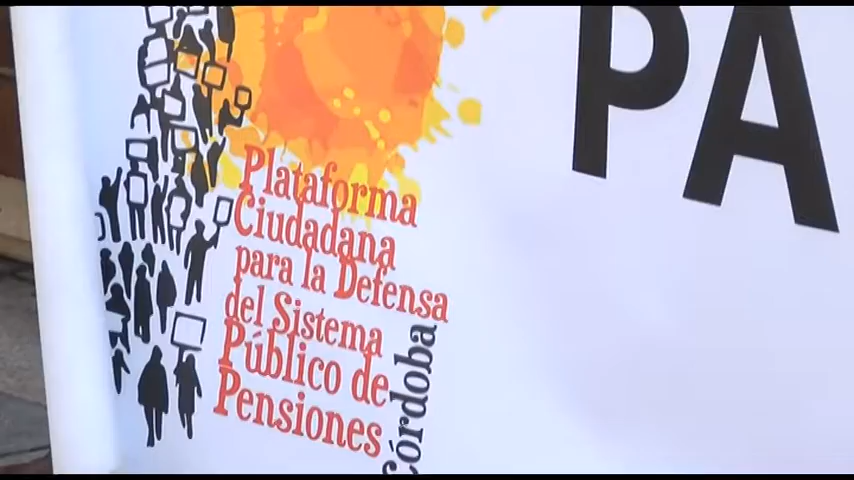 PA
Plataforma
Ciudadana
para la Defensa
del Sistema
Público de
Pensiones
Córdoba